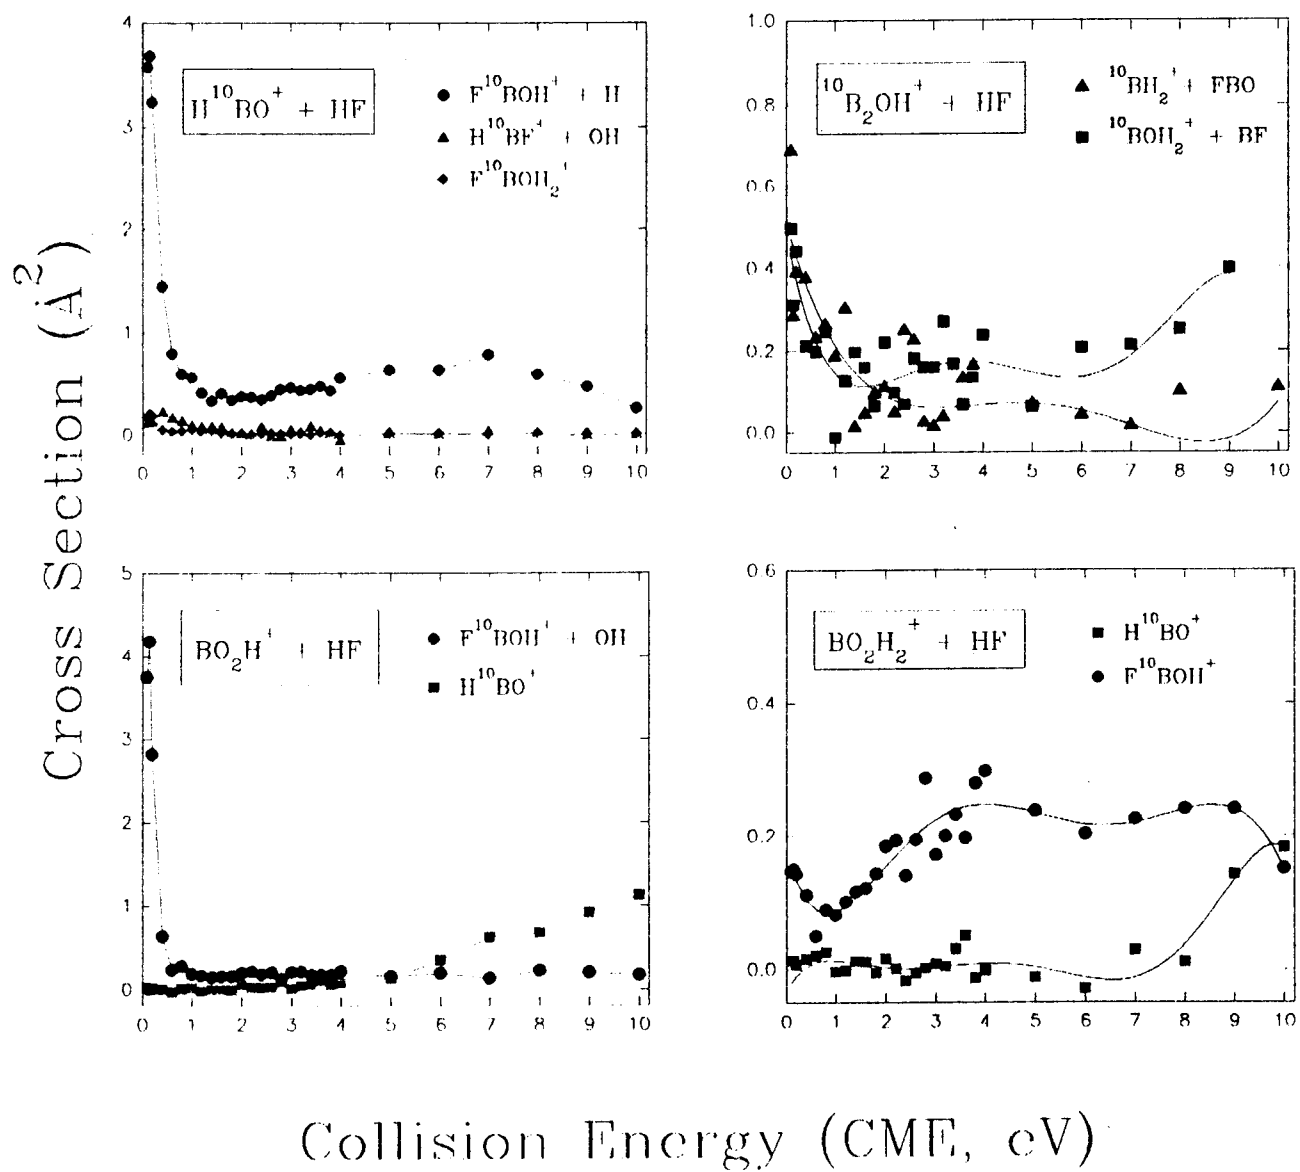 Cross Section (Å²)
4
3
2
1
0
H¹⁰BO⁺ + HF
F¹⁰BOH⁺ + H
H¹⁰BF⁺ + OH
F¹⁰BOH₂⁺
0 1 2 3 4 5 6 7 8 9 10
1.0
0.8
0.6
0.4
0.2
0.0
¹⁰B₂OH⁺ + HF
¹⁰BH₂⁺ + FBO
¹⁰BOH₂⁺ + BF
0 1 2 3 4 5 6 7 8 9 10
5
4
3
2
1
0
BO₂H⁺ + HF
F¹⁰BOH⁺ + OH
H¹⁰BO⁺
0 1 2 3 4 5 6 7 8 9 10
0.6
0.4
0.2
0.0
BO₂H₂⁺ + HF
H¹⁰BO⁺
F¹⁰BOH⁺
0 1 2 3 4 5 6 7 8 9 10
Collision Energy (CME, eV)